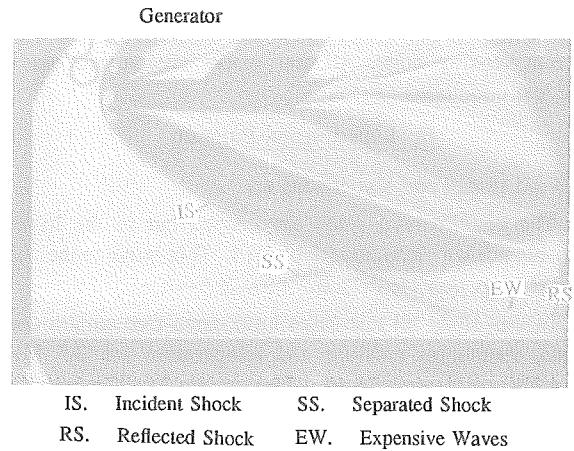 Generator
IS
SS
EW. RS
IS. Incident Shock SS. Separated Shock
RS. Reflected Shock EW. Expensive Waves